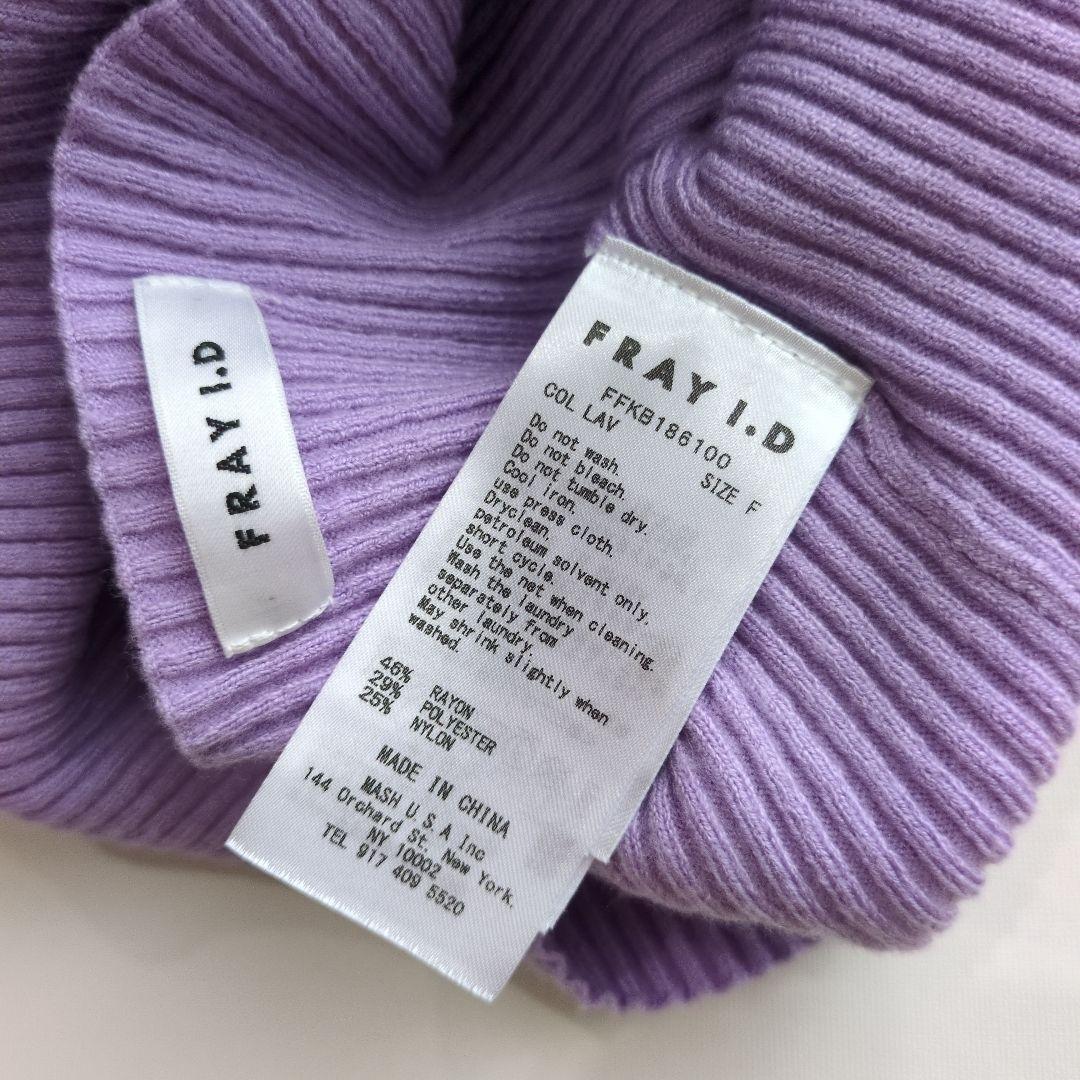 FRAY I.D
FRAY I.D
FFKB186100
COL LAV SIZE F
Do not wash.
Do not bleach.
Do not tumble dry.
Cool iron.
use press cloth.
Dryclean.
petroleum solvent only,
short cycle.
Use the net when cleaning.
Wash the laundry
separately from
other laundry.
May shrink slightly when
washed.
46% RAYON
29% POLYESTER
25% NYLON
MADE IN CHINA
MASH U.S.A Inc
144 Orchard St. New York.
NY 10002
TEL 917 409 5520